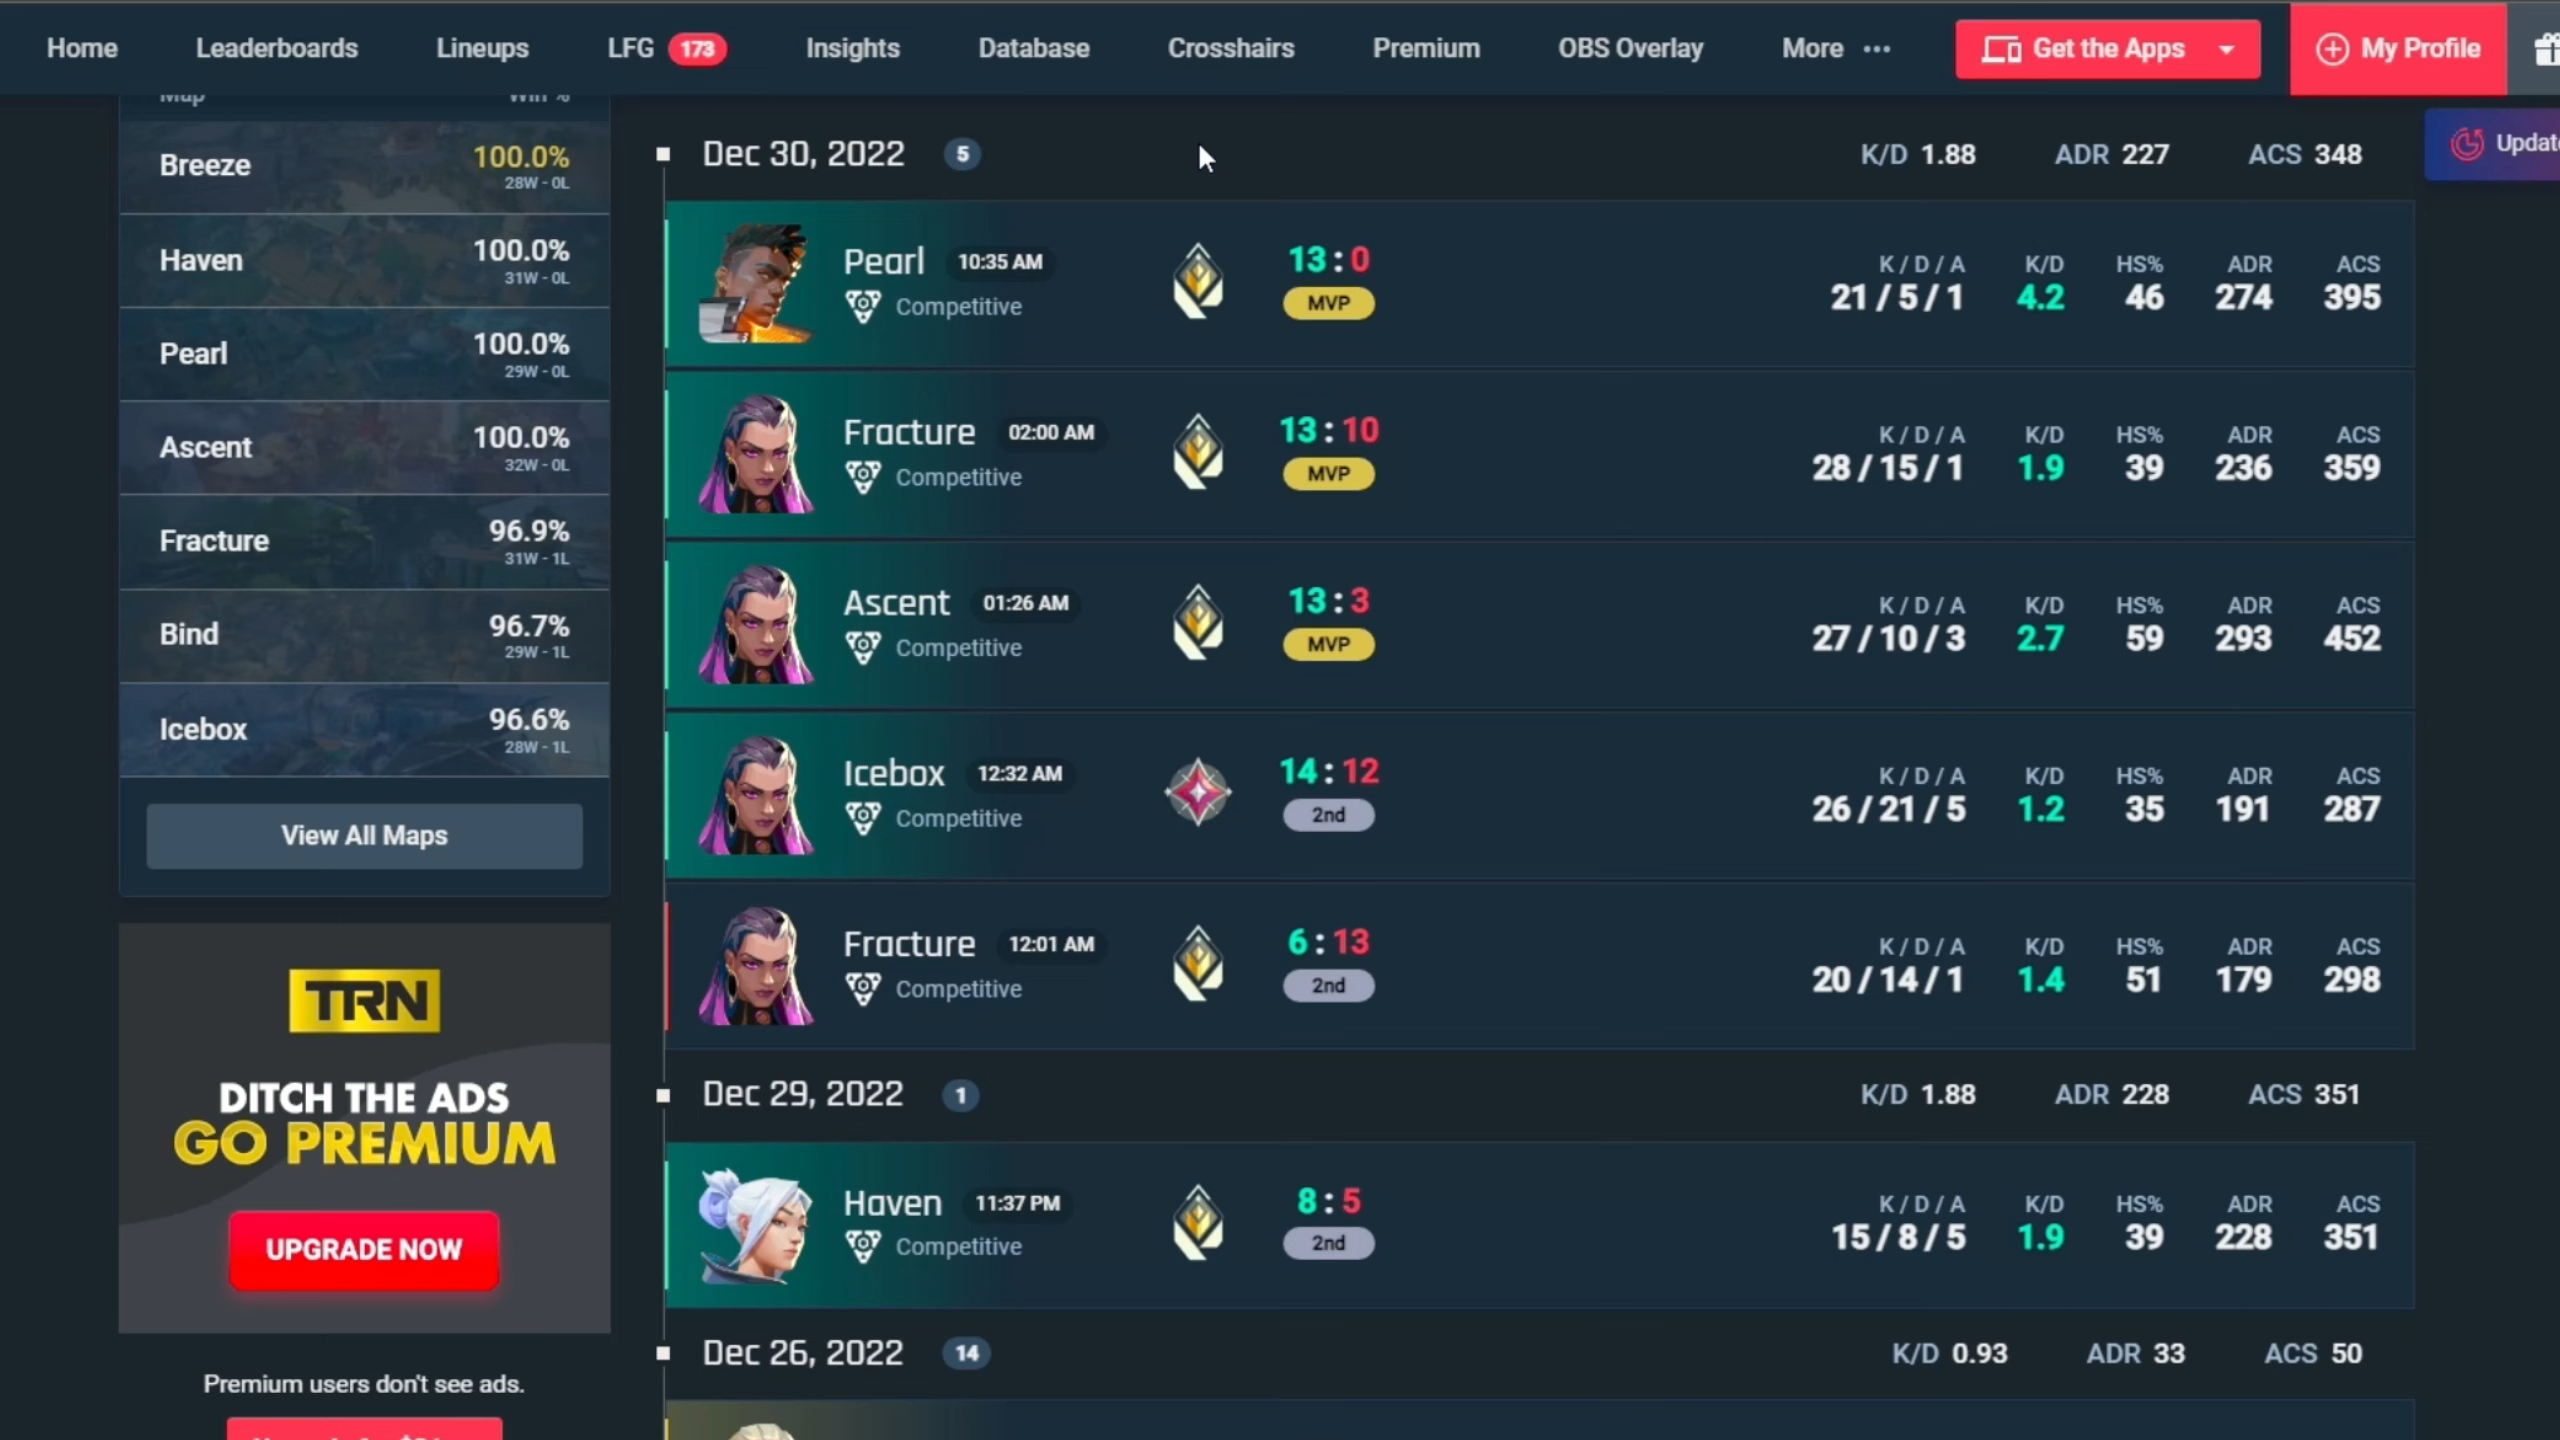 Home Leaderboards Lineups LFG 173 Insights Database Crosshairs Premium OBS Overlay More ••• Get the Apps My Profile
Map Win %
Breeze 100.0%
28W - 0L
Haven 100.0%
31W - 0L
Pearl 100.0%
29W - 0L
Ascent 100.0%
32W - 0L
Fracture 96.9%
31W - 1L
Bind 96.7%
29W - 1L
Icebox 96.6%
28W - 1L
View All Maps
TRN
DITCH THE ADS
GO PREMIUM
UPGRADE NOW
Premium users don't see ads.
Dec 30, 2022 5 K/D 1.88 ADR 227 ACS 348
Pearl 10:35 AM 13 : 0 K / D / A K/D HS% ADR ACS
Competitive MVP 21 / 5 / 1 4.2 46 274 395
Fracture 02:00 AM 13 : 10 K / D / A K/D HS% ADR ACS
Competitive MVP 28 / 15 / 1 1.9 39 236 359
Ascent 01:26 AM 13 : 3 K / D / A K/D HS% ADR ACS
Competitive MVP 27 / 10 / 3 2.7 59 293 452
Icebox 12:32 AM 14 : 12 K / D / A K/D HS% ADR ACS
Competitive 2nd 26 / 21 / 5 1.2 35 191 287
Fracture 12:01 AM 6 : 13 K / D / A K/D HS% ADR ACS
Competitive 2nd 20 / 14 / 1 1.4 51 179 298
Dec 29, 2022 1 K/D 1.88 ADR 228 ACS 351
Haven 11:37 PM 8 : 5 K / D / A K/D HS% ADR ACS
Competitive 2nd 15 / 8 / 5 1.9 39 228 351
Dec 26, 2022 14 K/D 0.93 ADR 33 ACS 50